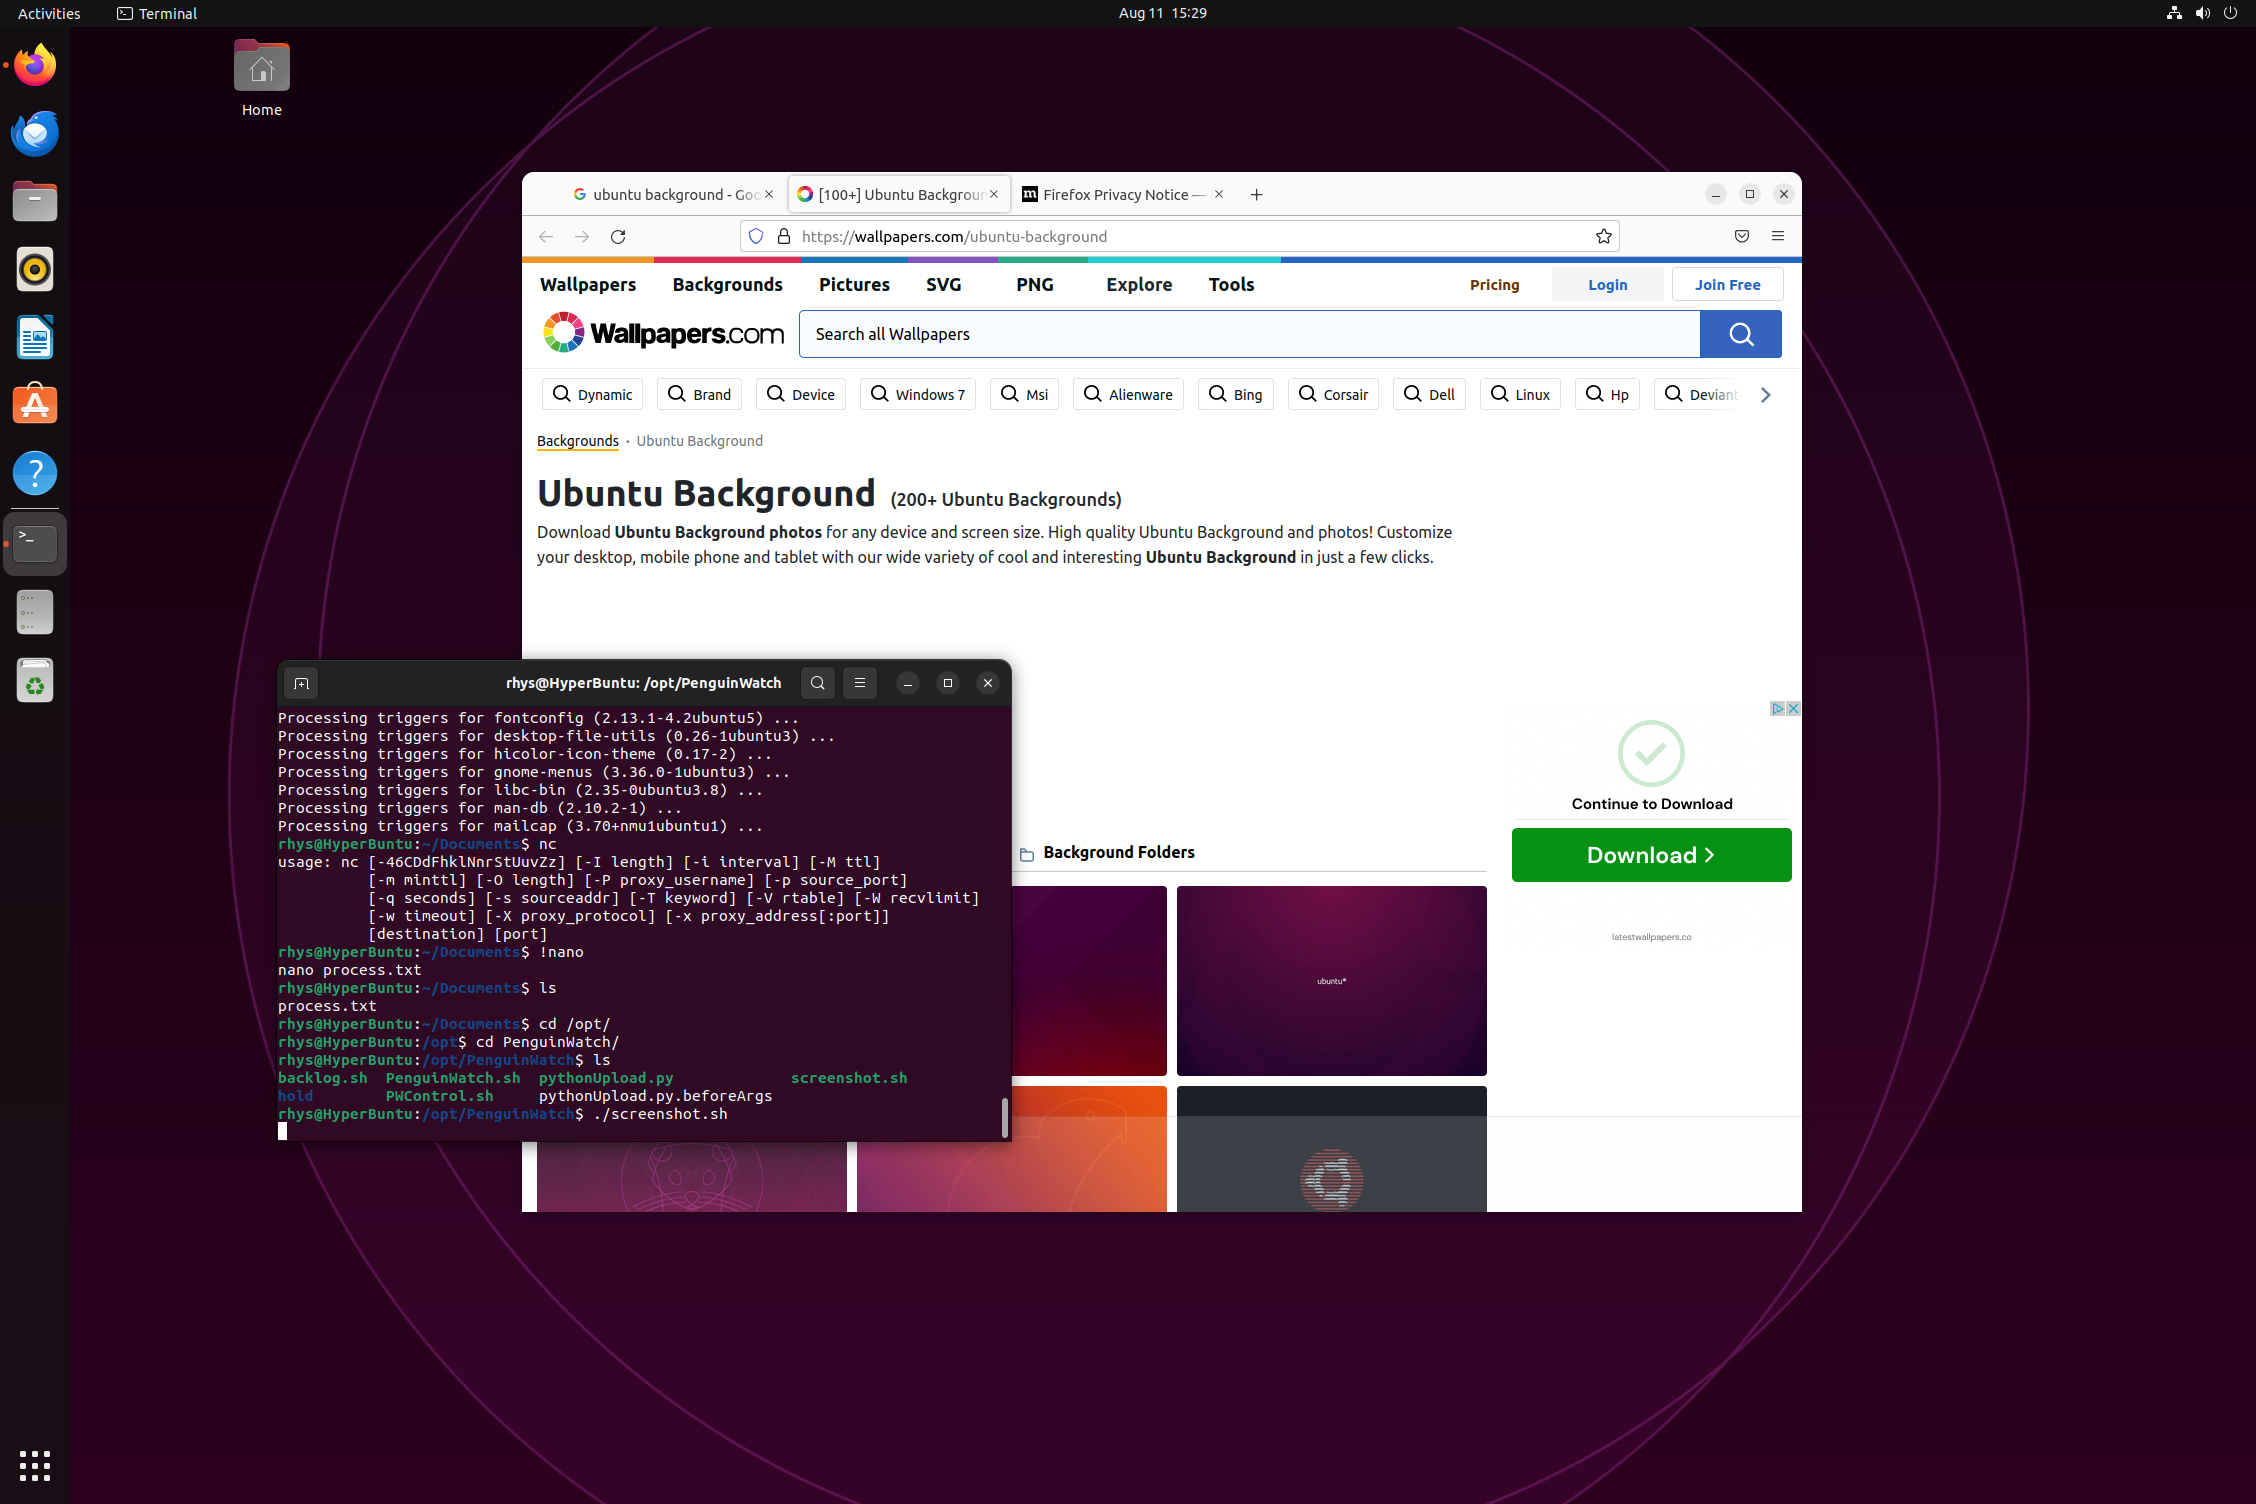 Activities
Terminal
Aug 11 15:29
Home
ubuntu background - Goo
[100+] Ubuntu Backgroun
Firefox Privacy Notice —
https://wallpapers.com/ubuntu-background
Wallpapers Backgrounds Pictures SVG PNG Explore Tools
Pricing Login Join Free
Wallpapers.com
Search all Wallpapers
Dynamic Brand Device Windows 7 Msi Alienware Bing Corsair Dell Linux Hp Deviant
Backgrounds · Ubuntu Background
Ubuntu Background (200+ Ubuntu Backgrounds)
Download Ubuntu Background photos for any device and screen size. High quality Ubuntu Background and photos! Customize
your desktop, mobile phone and tablet with our wide variety of cool and interesting Ubuntu Background in just a few clicks.
rhys@HyperBuntu: /opt/PenguinWatch
Processing triggers for fontconfig (2.13.1-4.2ubuntu5) ...
Processing triggers for desktop-file-utils (0.26-1ubuntu3) ...
Processing triggers for hicolor-icon-theme (0.17-2) ...
Processing triggers for gnome-menus (3.36.0-1ubuntu3) ...
Processing triggers for libc-bin (2.35-0ubuntu3.8) ...
Processing triggers for man-db (2.10.2-1) ...
Processing triggers for mailcap (3.70+nmu1ubuntu1) ...
rhys@HyperBuntu:~/Documents$ nc
usage: nc [-46CDdFhklNnrStUuvZz] [-I length] [-i interval] [-M ttl]
[-m minttl] [-O length] [-P proxy_username] [-p source_port]
[-q seconds] [-s sourceaddr] [-T keyword] [-V rtable] [-W recvlimit]
[-w timeout] [-X proxy_protocol] [-x proxy_address[:port]]
[destination] [port]
rhys@HyperBuntu:~/Documents$ !nano
nano process.txt
rhys@HyperBuntu:~/Documents$ ls
process.txt
rhys@HyperBuntu:~/Documents$ cd /opt/
rhys@HyperBuntu:/opt$ cd PenguinWatch/
rhys@HyperBuntu:/opt/PenguinWatch$ ls
backlog.sh PenguinWatch.sh pythonUpload.py screenshot.sh
hold PWControl.sh pythonUpload.py.beforeArgs
rhys@HyperBuntu:/opt/PenguinWatch$ ./screenshot.sh
Background Folders
ubuntu®
Continue to Download
Download
latestwallpapers.co